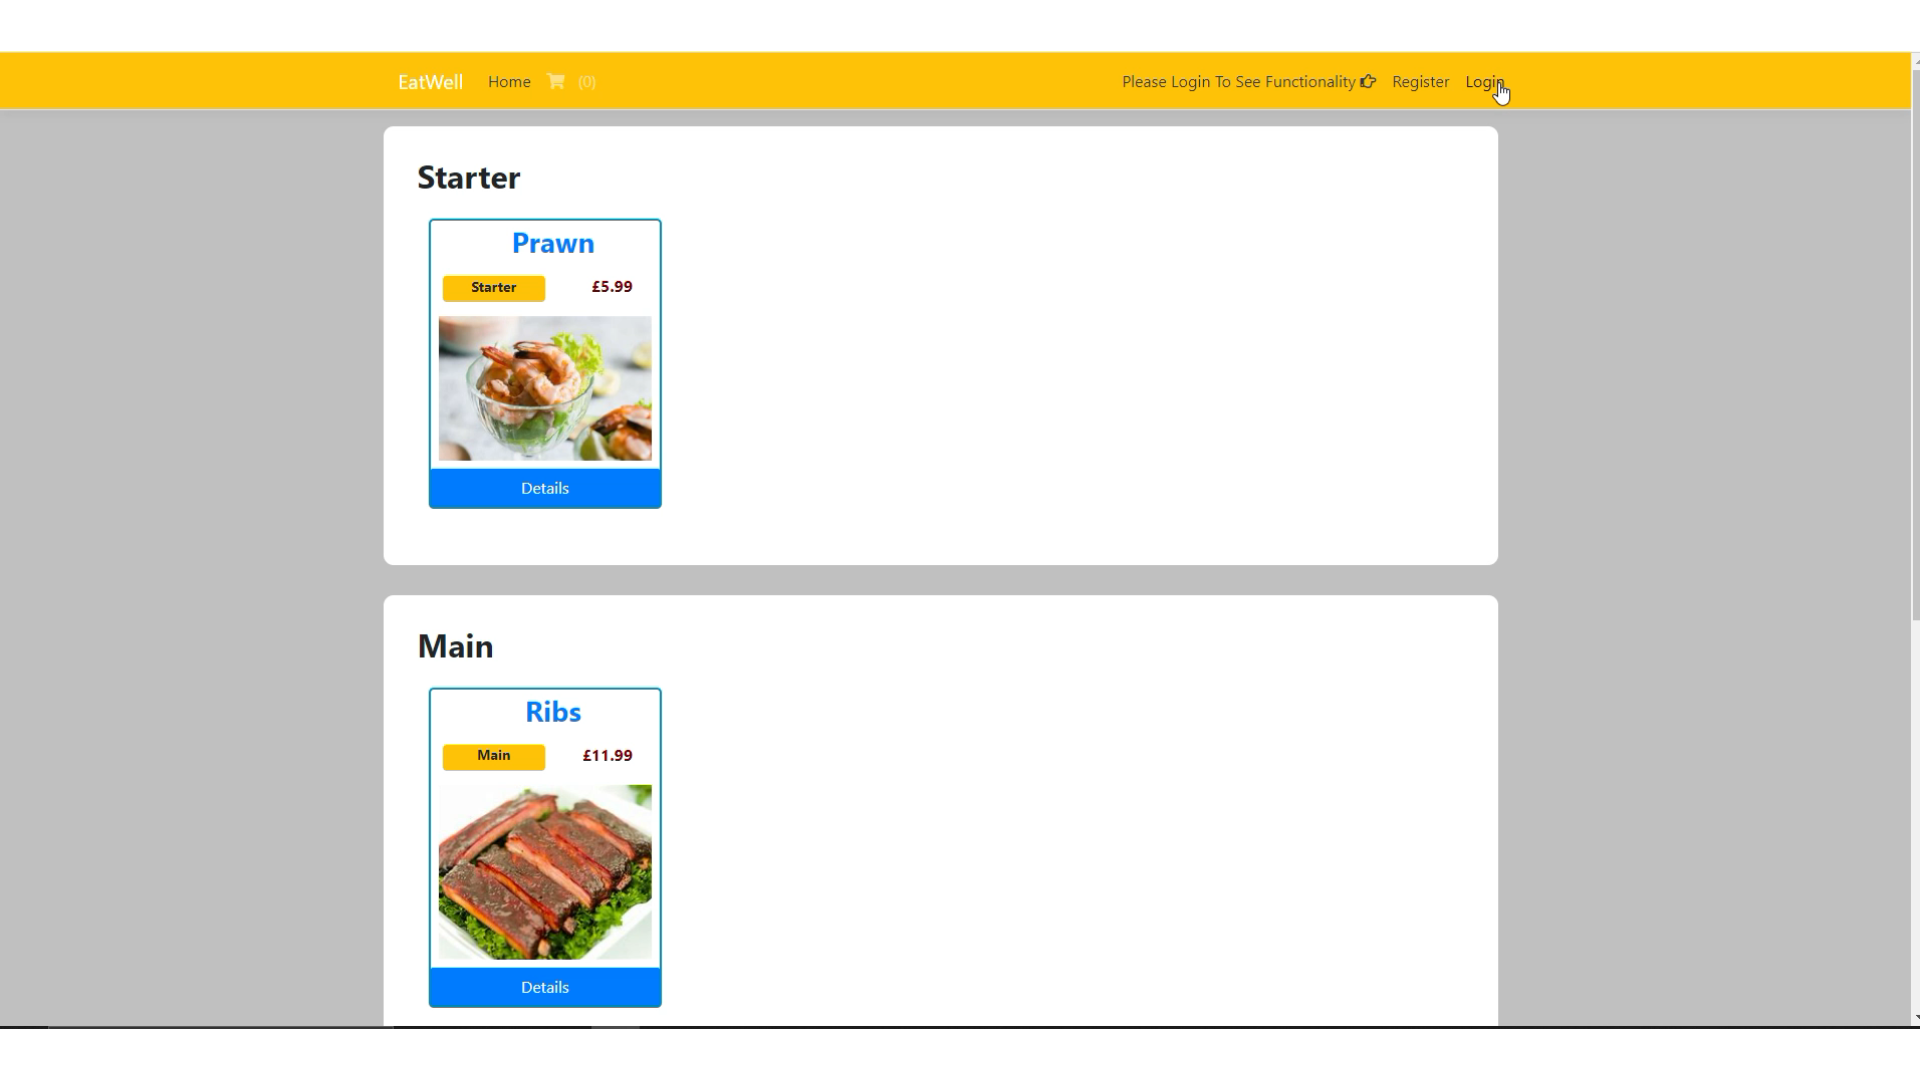 EatWell Home (0) Please Login To See Functionality Register Login
Starter
Prawn
Starter £5.99
Details
Main
Ribs
Main £11.99
Details